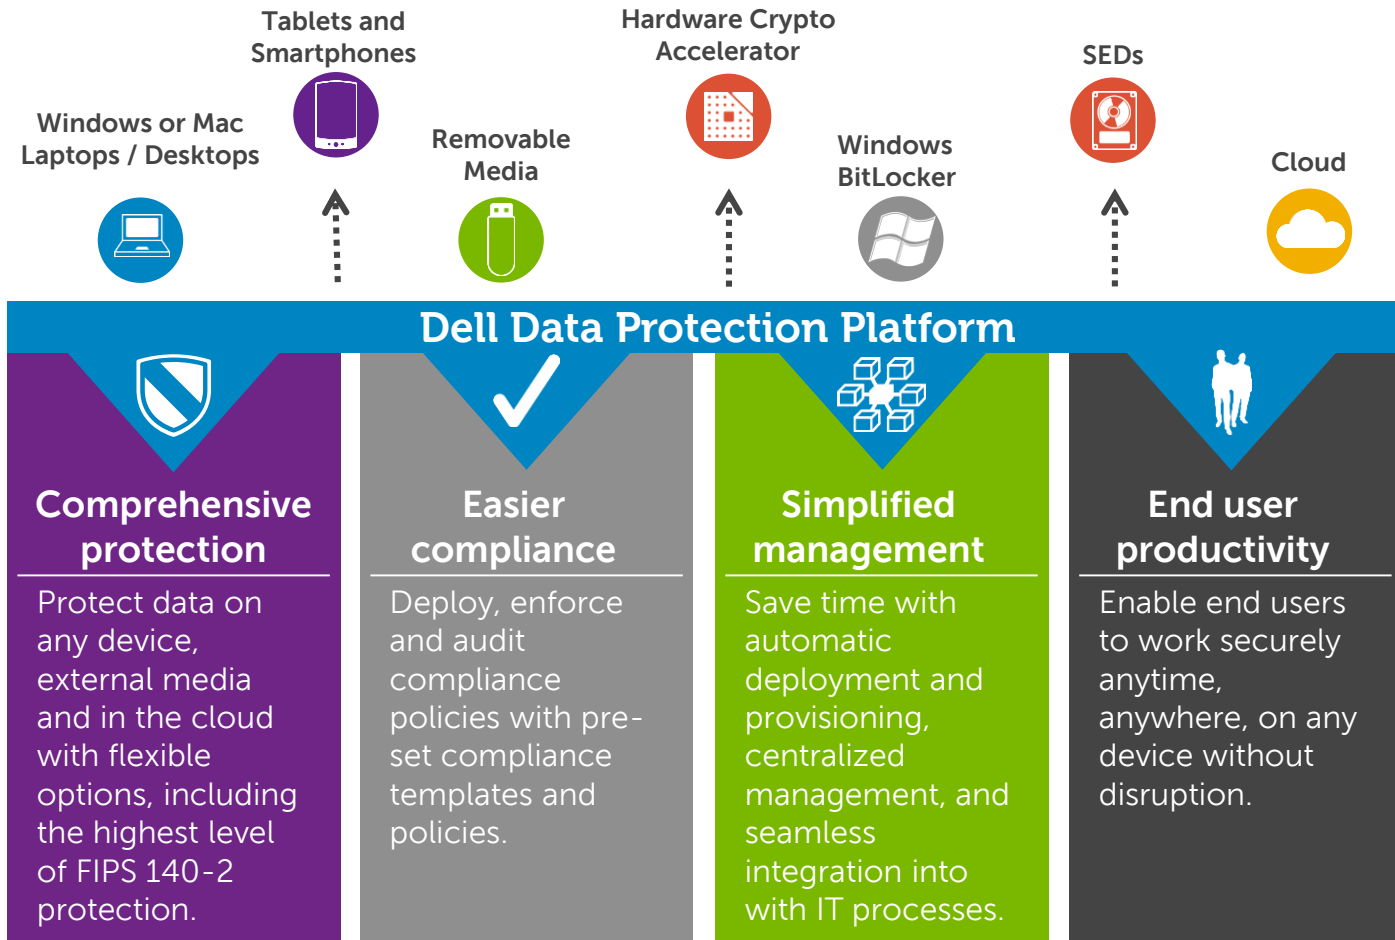 Tablets and
Smartphones
Hardware Crypto
Accelerator
SEDs
Windows or Mac
Laptops / Desktops
Removable
Media
Windows
BitLocker
Cloud
Dell Data Protection Platform
Comprehensive
protection
Protect data on
any device,
external media
and in the cloud
with flexible
options, including
the highest level
of FIPS 140-2
protection.
Easier
compliance
Deploy, enforce
and audit
compliance
policies with pre-
set compliance
templates and
policies.
Simplified
management
Save time with
automatic
deployment and
provisioning,
centralized
management, and
seamless
integration into
with IT processes.
End user
productivity
Enable end users
to work securely
anytime,
anywhere, on any
device without
disruption.